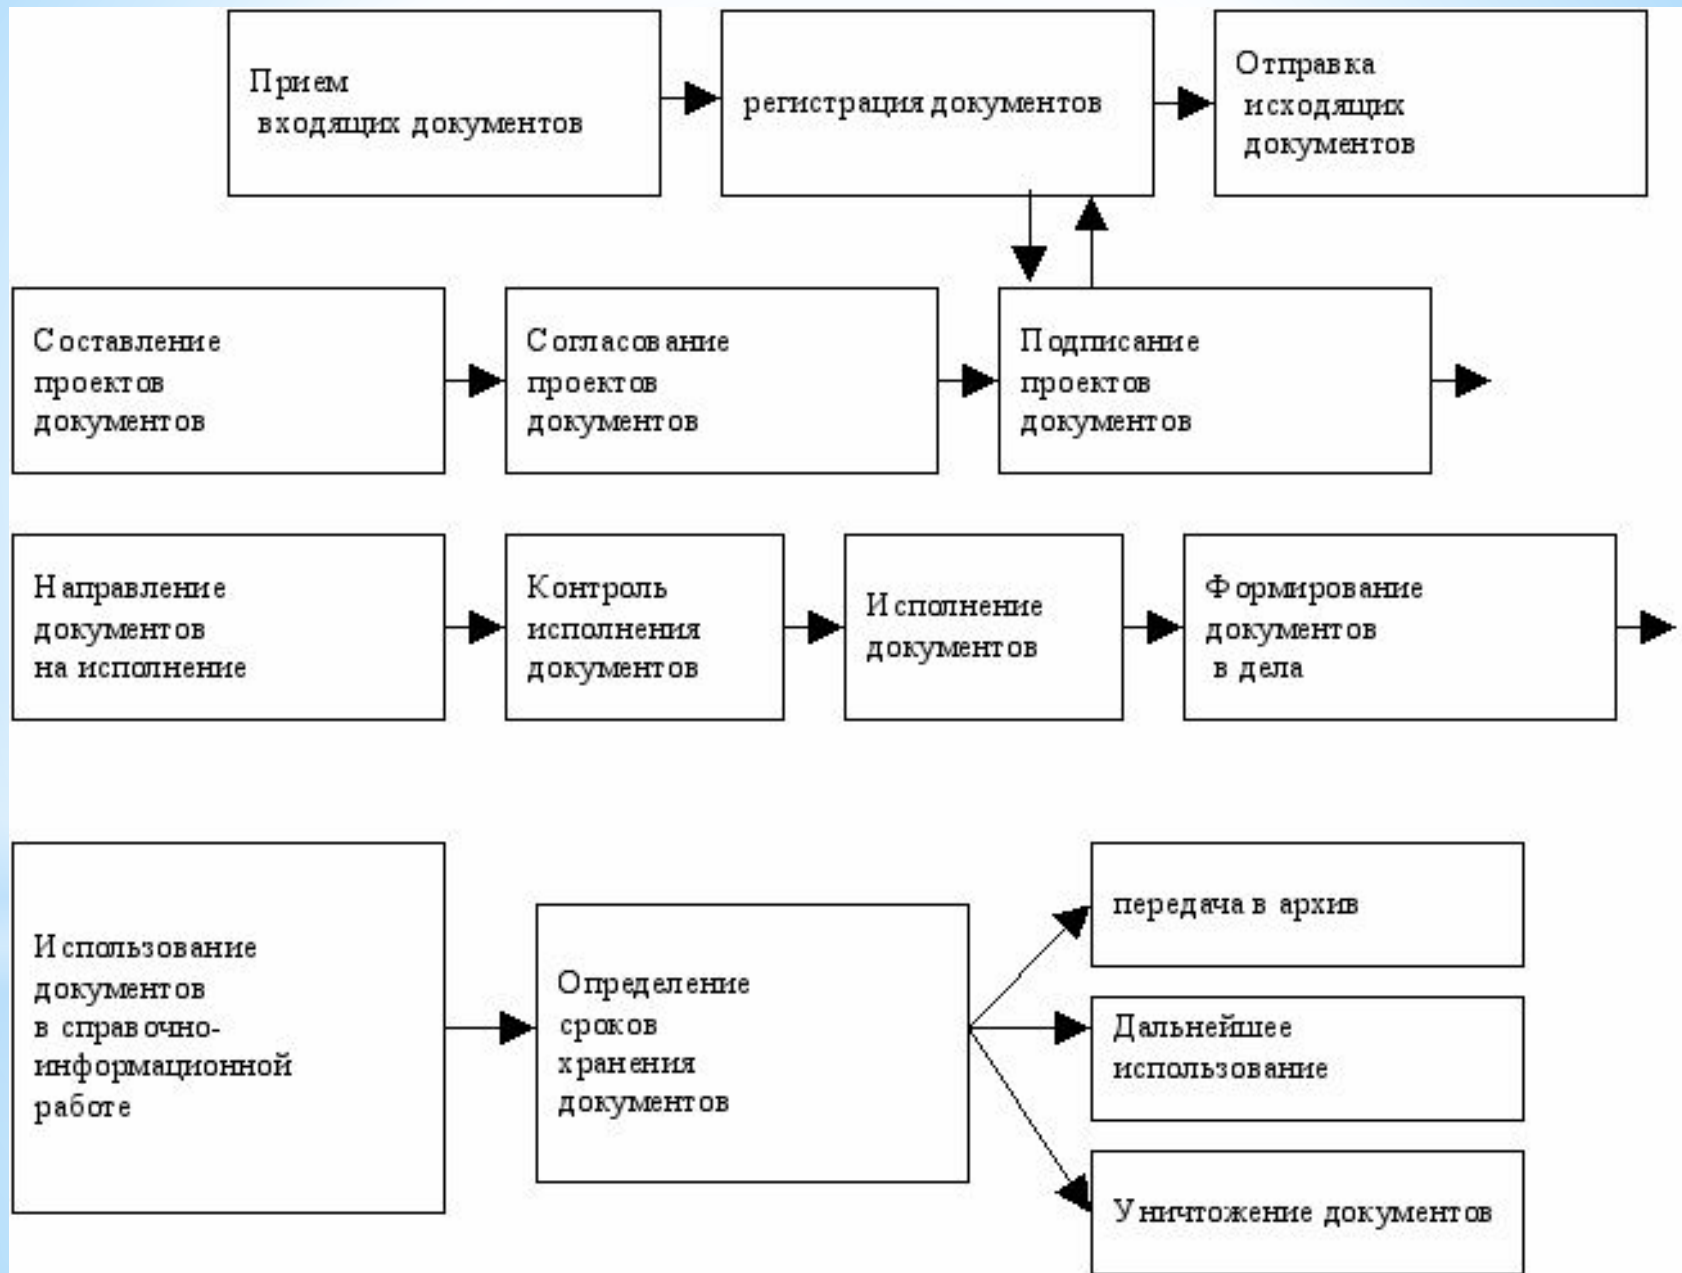 Прием
входящих документов
регистрация документов
Отправка
исходящих
документов
Составление
проектов
документов
Согласование
проектов
документов
Подписание
проектов
документов
Направление
документов
на исполнение
Контроль
исполнения
документов
Исполнение
документов
Формирование
документов
в дела
Использование
документов
в справочно-
информационной
работе
Определение
сроков
хранения
документов
передача в архив
Дальнейшее
использование
Уничтожение документов